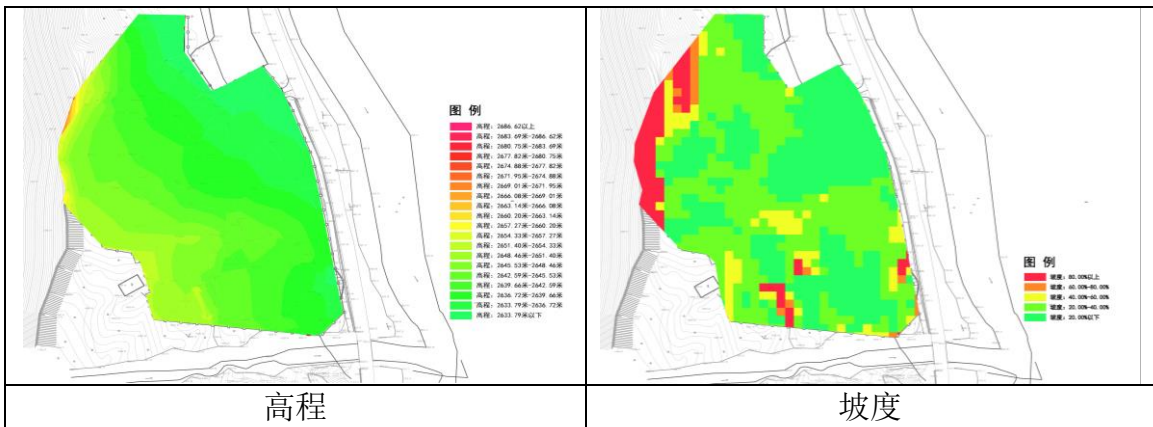 图 例
高程: 2686.62以上
高程: 2683.69米-2686.62米
高程: 2680.75米-2683.69米
高程: 2677.82米-2680.75米
高程: 2674.88米-2677.82米
高程: 2671.95米-2674.88米
高程: 2669.01米-2671.95米
高程: 2666.08米-2669.01米
高程: 2663.14米-2666.08米
高程: 2660.20米-2663.14米
高程: 2657.27米-2660.20米
高程: 2654.33米-2657.27米
高程: 2651.40米-2654.33米
高程: 2648.46米-2651.40米
高程: 2645.53米-2648.46米
高程: 2642.59米-2645.53米
高程: 2639.66米-2642.59米
高程: 2636.72米-2639.66米
高程: 2633.79米-2636.72米
高程: 2633.79米以下
图 例
坡度: 80.00%以上
坡度: 60.00%-80.00%
坡度: 40.00%-60.00%
坡度: 20.00%-40.00%
坡度: 20.00%以下
高程
坡度